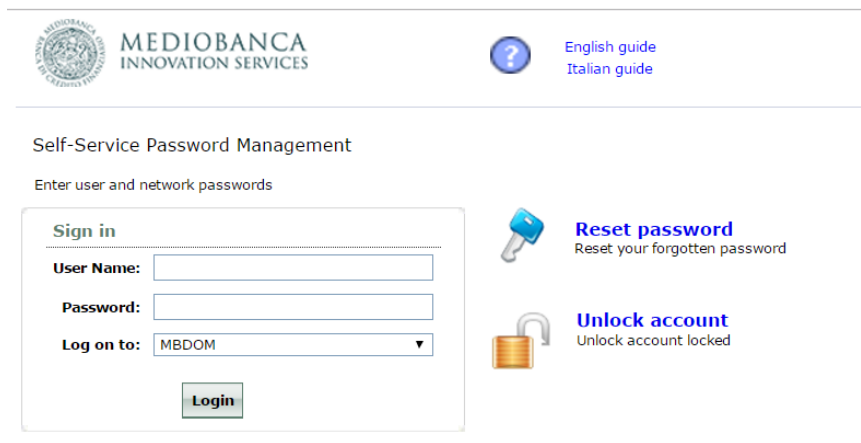 MEDIOBANCA
INNOVATION SERVICES
?
English guide
Italian guide
Self-Service Password Management
Enter user and network passwords
Sign in
User Name:
Password:
Log on to: MBDOM
Login
Reset password
Reset your forgotten password
Unlock account
Unlock account locked